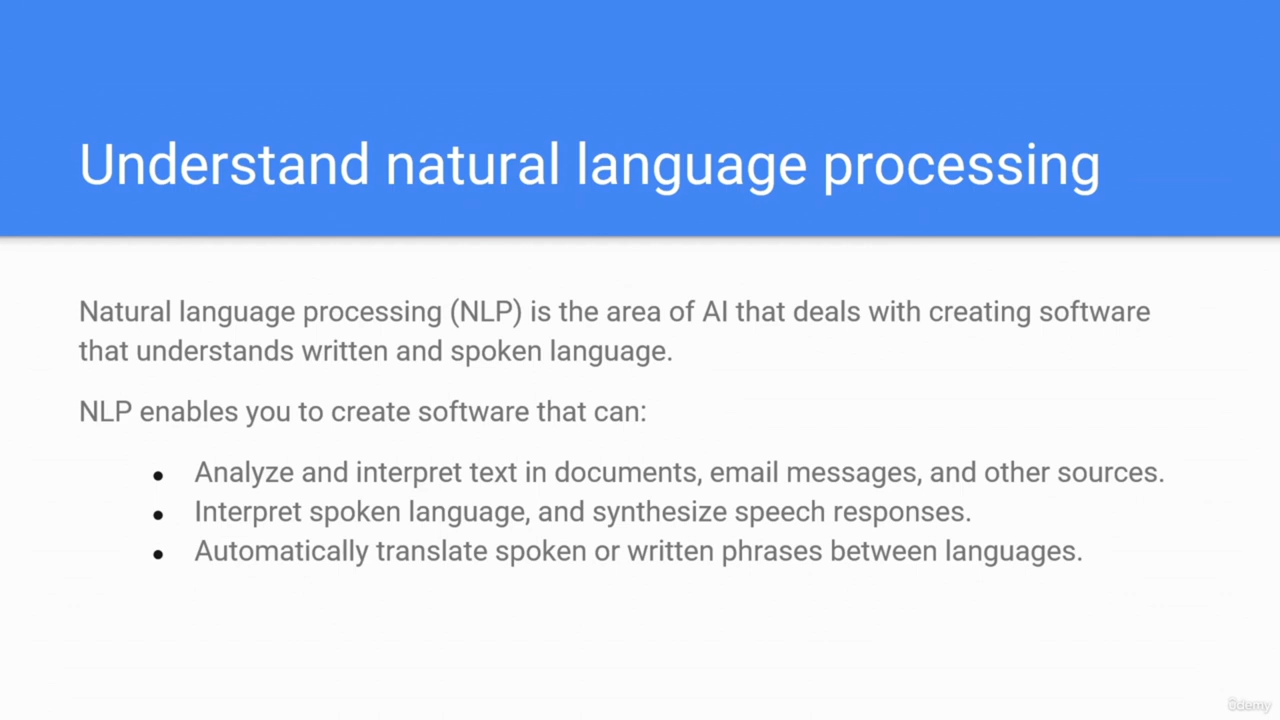 Understand natural language processing
Natural language processing (NLP) is the area of AI that deals with creating software
that understands written and spoken language.
NLP enables you to create software that can:
● Analyze and interpret text in documents, email messages, and other sources.
● Interpret spoken language, and synthesize speech responses.
● Automatically translate spoken or written phrases between languages.
ûdemy